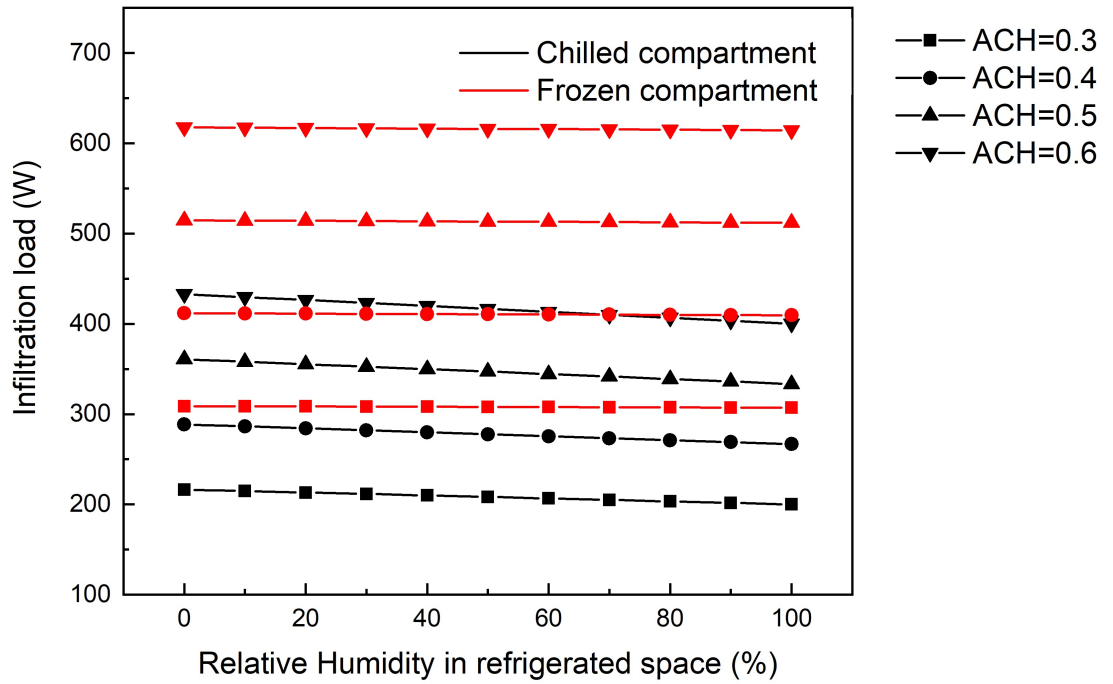 Chilled compartment
Frozen compartment
ACH=0.3
ACH=0.4
ACH=0.5
ACH=0.6
Infiltration load (W)
700
600
500
400
300
200
100
0
20
40
60
80
100
Relative Humidity in refrigerated space (%)